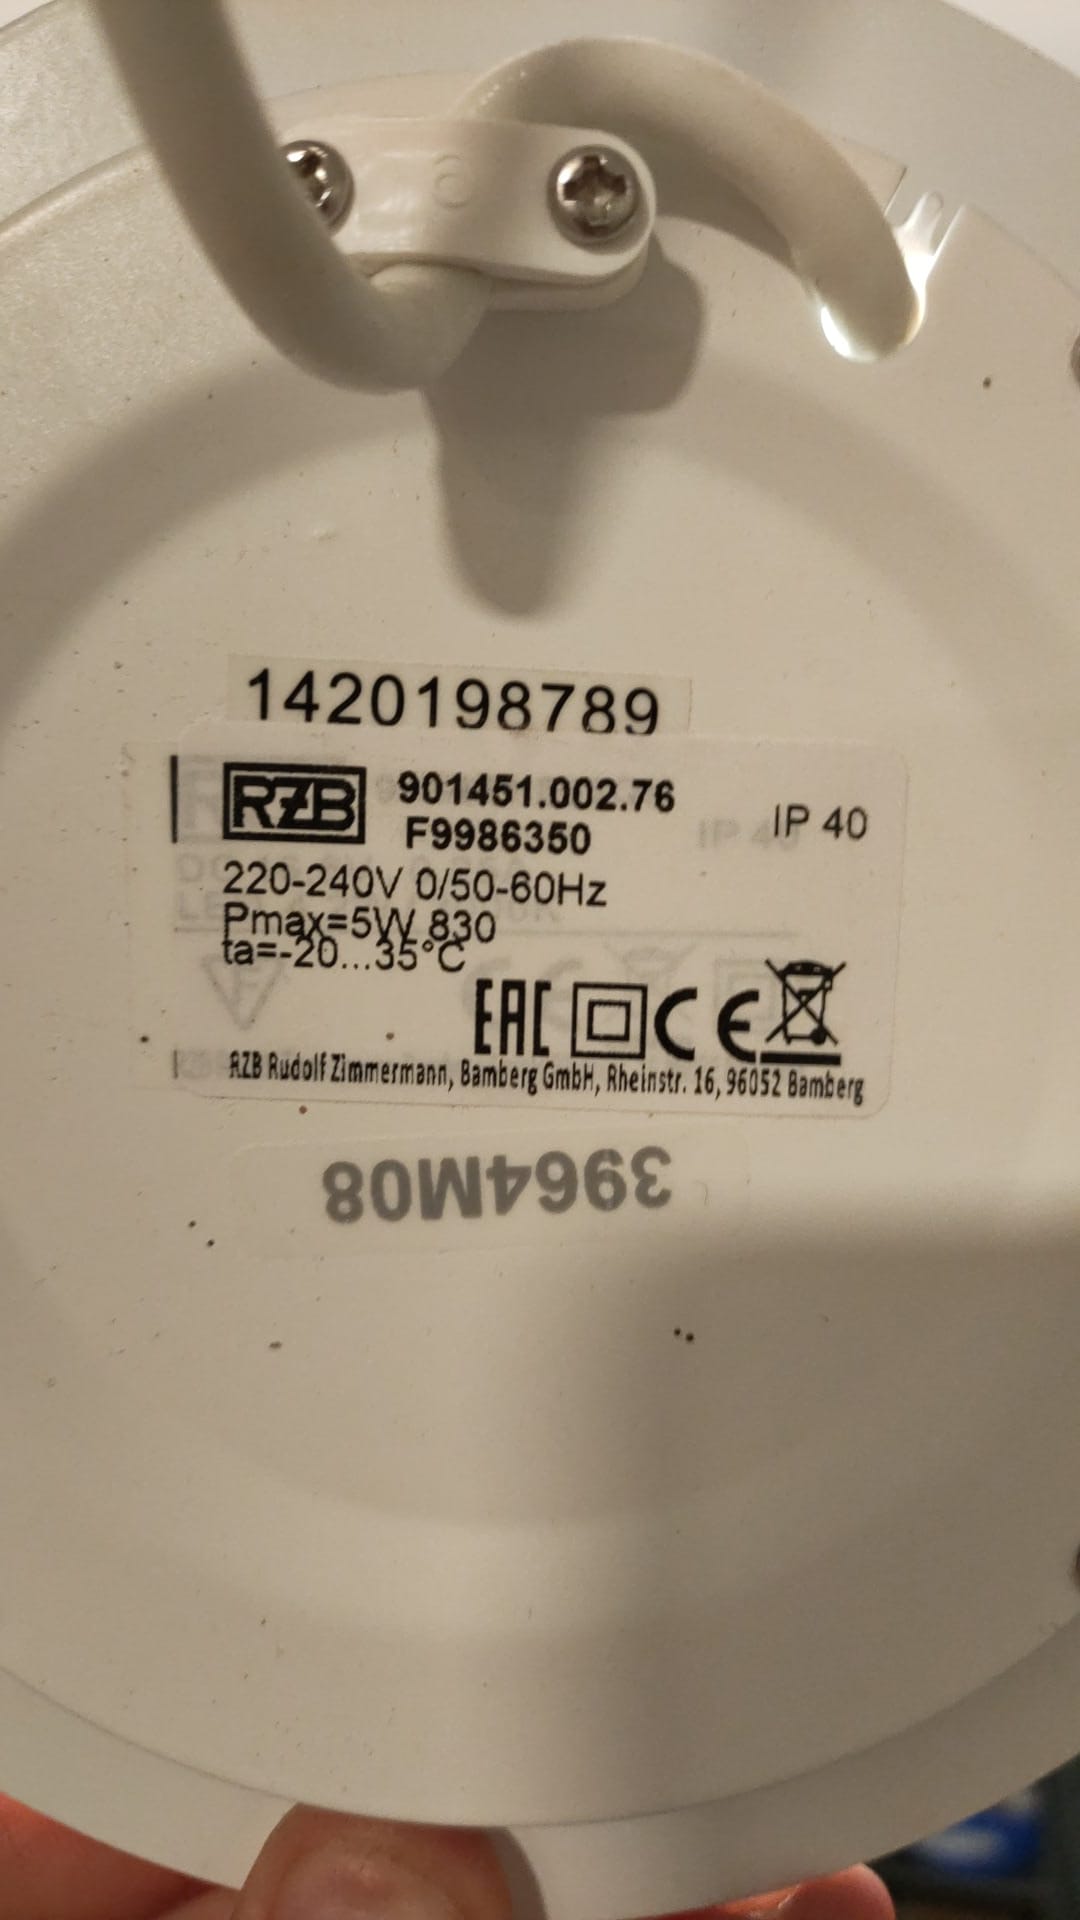 1420198789
RZB 901451.002.76 IP 40
F9986350
220-240V 0/50-60Hz
Pmax=5W 830
ta=-20...35°C
EAC CE
RZB Rudolf Zimmermann, Bamberg GmbH, Rheinstr. 16, 96052 Bamberg
3964M08